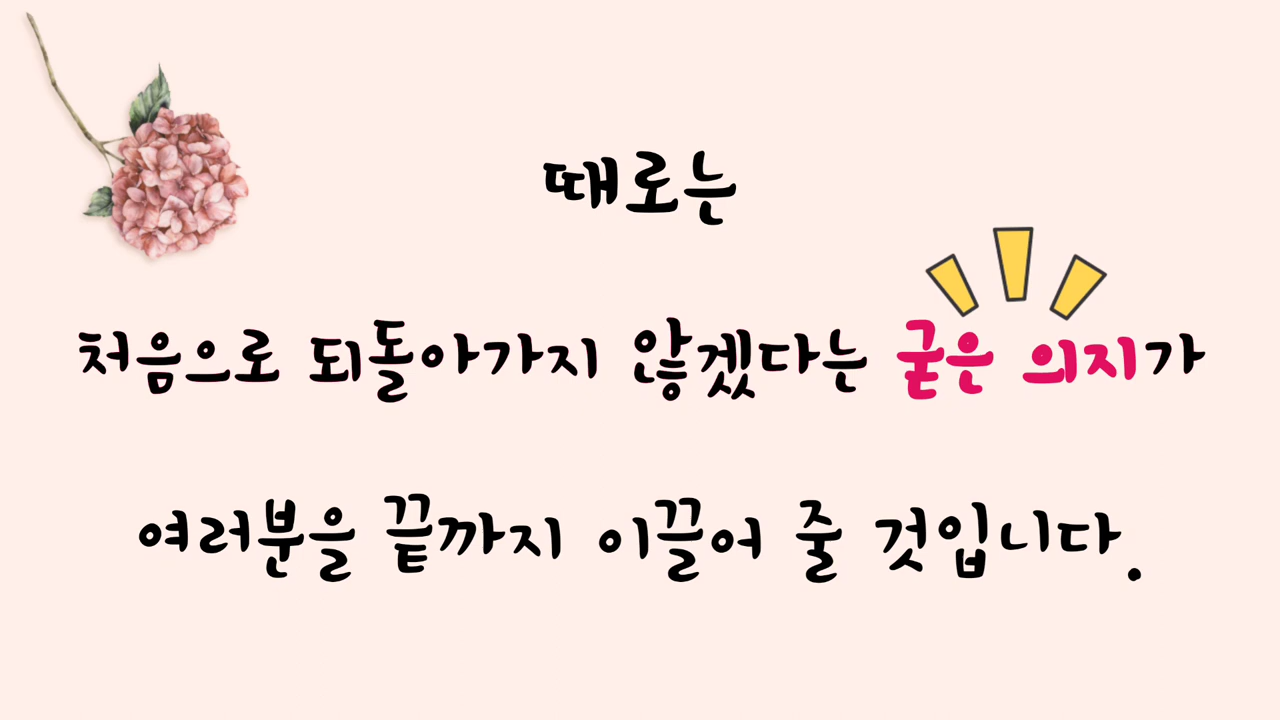 때로는
처음으로 되돌아가지 않겠다는 굳은 의지가
여러분을 끝까지 이끌어 줄 것입니다.